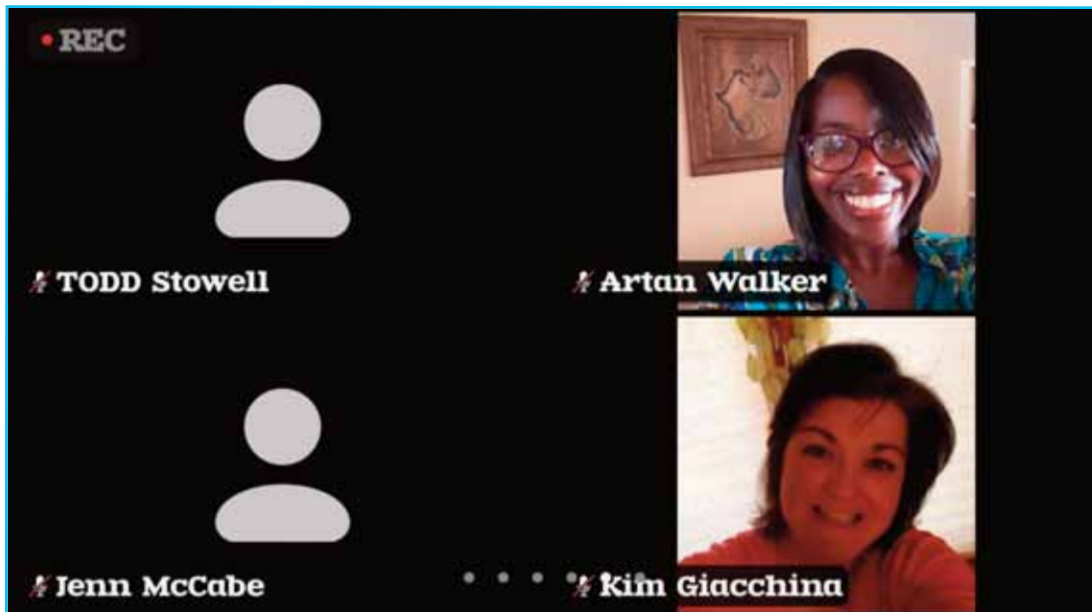 REC
TODD Stowell
Artan Walker
Jenn McCabe
Kim Giacchina